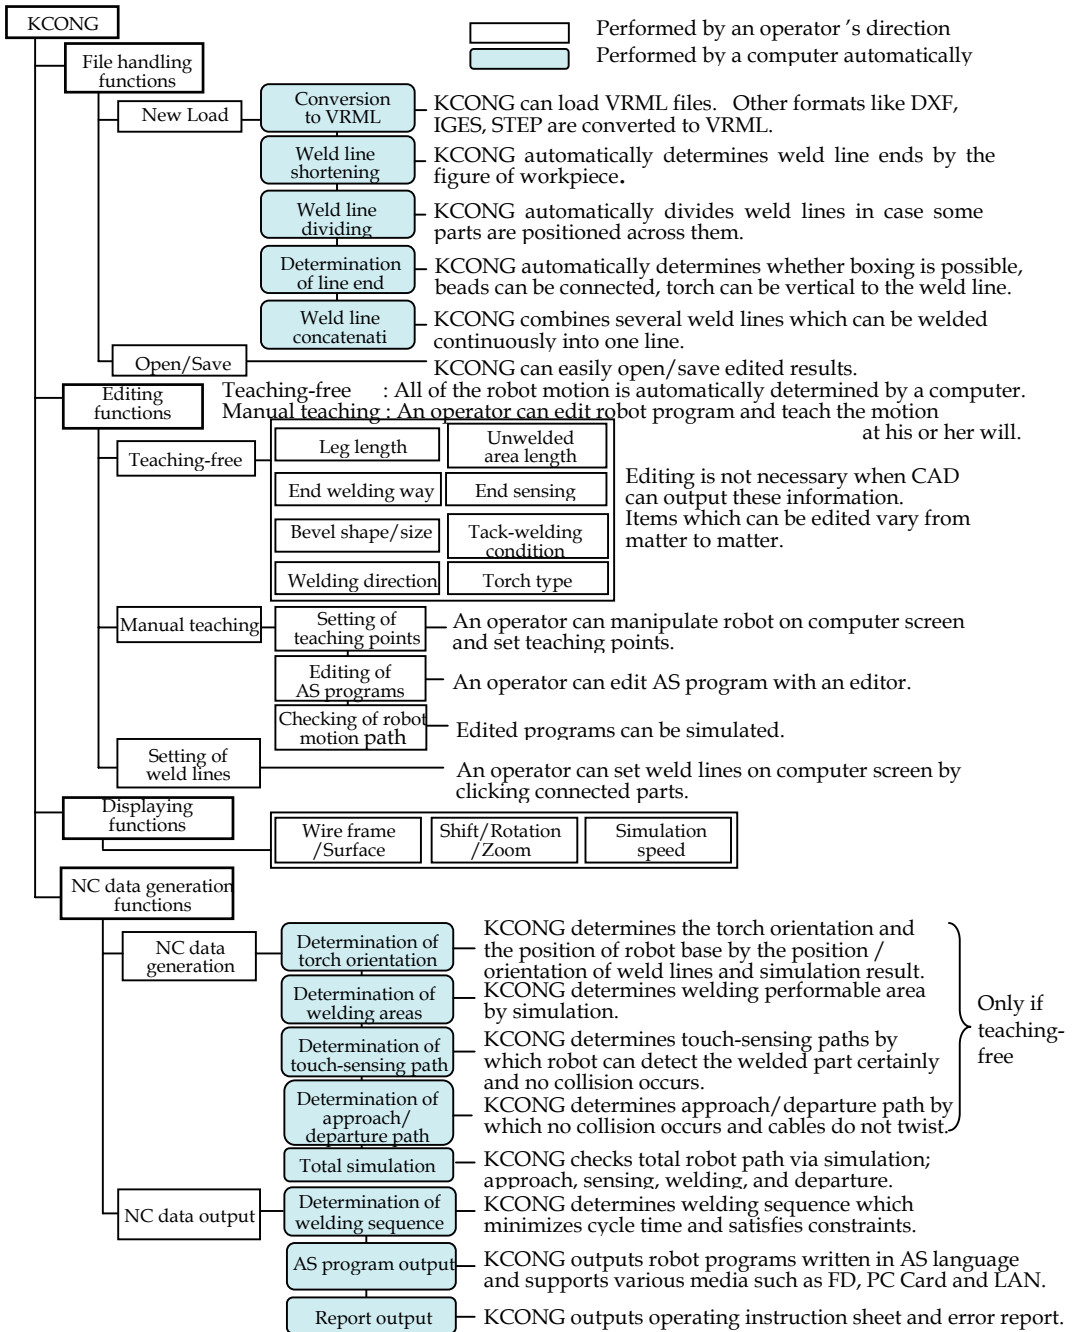 KCONG
Performed by an operator 's direction
Performed by a computer automatically
File handling
functions
New Load
Conversion
to VRML
KCONG can load VRML files. Other formats like DXF,
IGES, STEP are converted to VRML.
Weld line
shortening
KCONG automatically determines weld line ends by the
figure of workpiece.
Weld line
dividing
KCONG automatically divides weld lines in case some
parts are positioned across them.
Determination
of line end
KCONG automatically determines whether boxing is possible,
beads can be connected, torch can be vertical to the weld line.
Weld line
concatenati
KCONG combines several weld lines which can be welded
continuously into one line.
Open/Save
KCONG can easily open/save edited results.
Editing
functions
Teaching-free : All of the robot motion is automatically determined by a computer.
Manual teaching : An operator can edit robot program and teach the motion
at his or her will.
Teaching-free
Leg length
Unwelded
area length
End welding way
End sensing
Bevel shape/size
Tack-welding
condition
Welding direction
Torch type
Editing is not necessary when CAD
can output these information.
Items which can be edited vary from
matter to matter.
Manual teaching
Setting of
teaching points
An operator can manipulate robot on computer screen
and set teaching points.
Editing of
AS programs
An operator can edit AS program with an editor.
Checking of robot
motion path
Edited programs can be simulated.
Setting of
weld lines
An operator can set weld lines on computer screen by
clicking connected parts.
Displaying
functions
Wire frame
/Surface
Shift/Rotation
/Zoom
Simulation
speed
NC data generation
functions
NC data
generation
Determination of
torch orientation
KCONG determines the torch orientation and
the position of robot base by the position /
orientation of weld lines and simulation result.
Determination of
welding areas
KCONG determines welding performable area
by simulation.
Determination of
touch-sensing path
KCONG determines touch-sensing paths by
which robot can detect the welded part certainly
and no collision occurs.
Determination of
approach/
departure path
KCONG determines approach/departure path by
which no collision occurs and cables do not twist.
Only if
teaching-
free
Total simulation
KCONG checks total robot path via simulation;
approach, sensing, welding, and departure.
NC data output
Determination of
welding sequence
KCONG determines welding sequence which
minimizes cycle time and satisfies constraints.
AS program output
KCONG outputs robot programs written in AS language
and supports various media such as FD, PC Card and LAN.
Report output
KCONG outputs operating instruction sheet and error report.